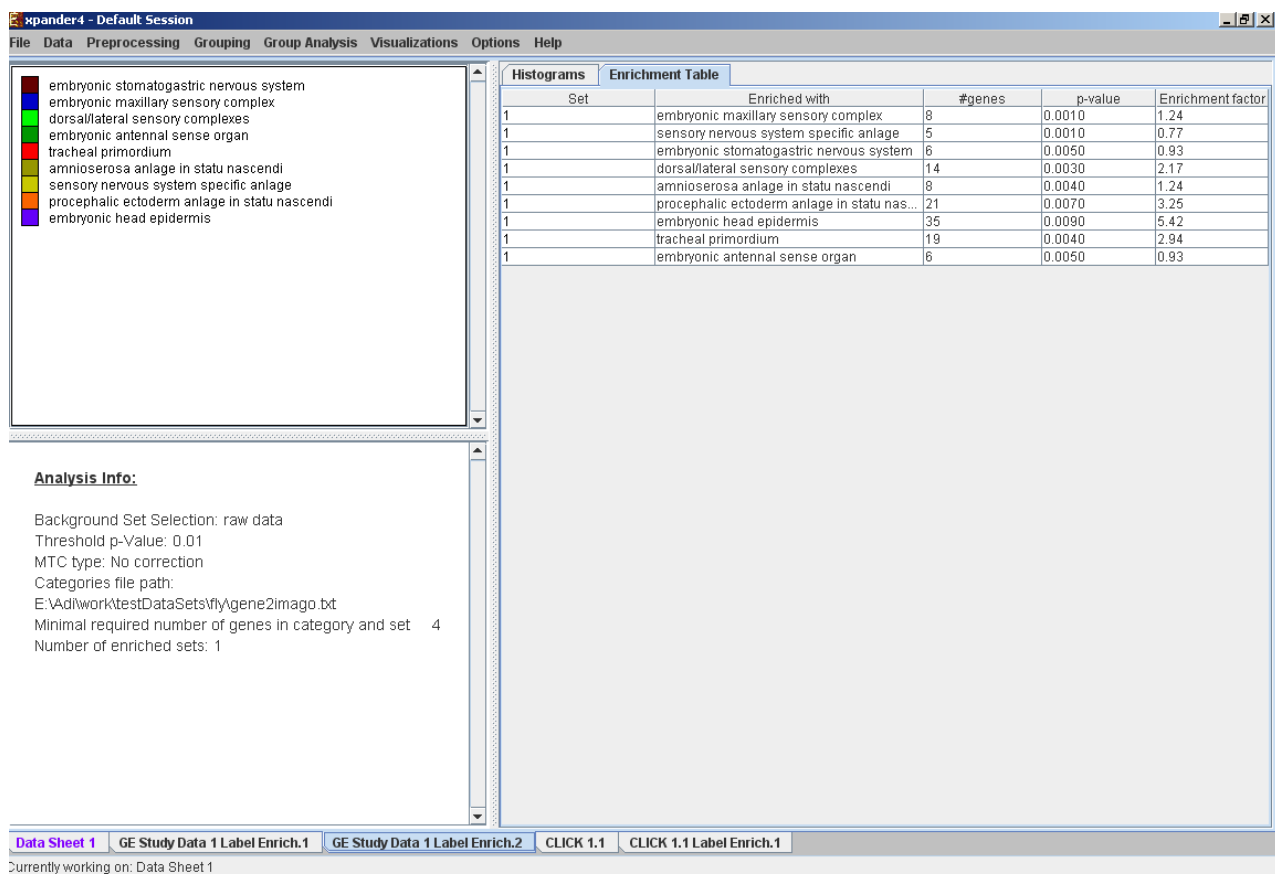 xpander4 - Default Session
File Data Preprocessing Grouping Group Analysis Visualizations Options Help
embryonic stomatogastric nervous system
embryonic maxillary sensory complex
dorsal/lateral sensory complexes
embryonic antennal sense organ
tracheal primordium
amnioserosa anlage in statu nascendi
sensory nervous system specific anlage
procephalic ectoderm anlage in statu nascendi
embryonic head epidermis
Analysis Info:
Background Set Selection: raw data
Threshold p-Value: 0.01
MTC type: No correction
Categories file path:
E:\Adi\work\testDataSets\fly\gene2imago.txt
Minimal required number of genes in category and set 4
Number of enriched sets: 1
Histograms Enrichment Table
Set Enriched with #genes p-value Enrichment factor
1 embryonic maxillary sensory complex 8 0.0010 1.24
1 sensory nervous system specific anlage 5 0.0010 0.77
1 embryonic stomatogastric nervous system 6 0.0050 0.93
1 dorsal/lateral sensory complexes 14 0.0030 2.17
1 amnioserosa anlage in statu nascendi 8 0.0040 1.24
1 procephalic ectoderm anlage in statu nas... 21 0.0070 3.25
1 embryonic head epidermis 35 0.0090 5.42
1 tracheal primordium 19 0.0040 2.94
1 embryonic antennal sense organ 6 0.0050 0.93
Data Sheet 1 GE Study Data 1 Label Enrich.1 GE Study Data 1 Label Enrich.2 CLICK 1.1 CLICK 1.1 Label Enrich.1
Currently working on: Data Sheet 1